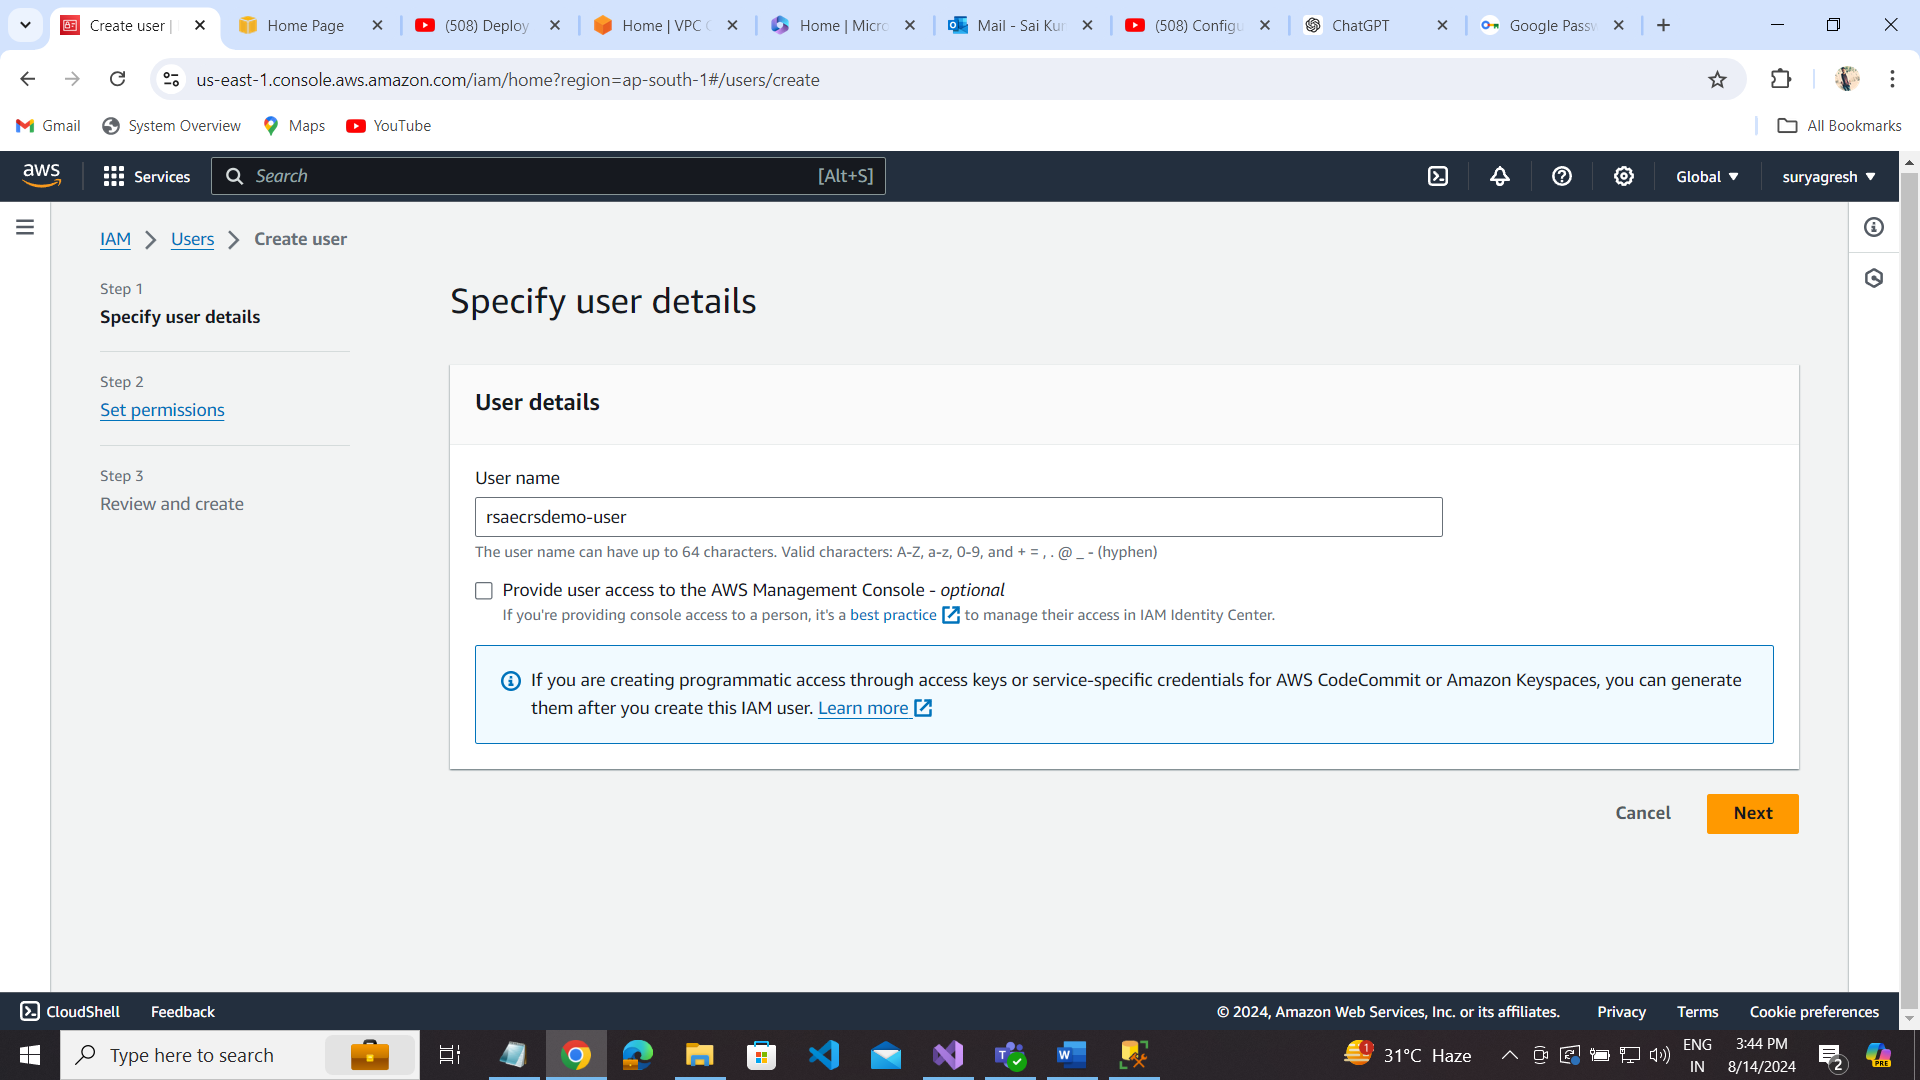 Create user |
Home Page
(508) Deploy
Home | VPC
Home | Micro
Mail - Sai Kur
(508) Configu
ChatGPT
Google Passw
us-east-1.console.aws.amazon.com/iam/home?region=ap-south-1#/users/create
Gmail
System Overview
Maps
YouTube
All Bookmarks
aws
Services
Search
[Alt+S]
Global
suryagresh
IAM
Users
Create user
Step 1
Specify user details
Step 2
Set permissions
Step 3
Review and create
Specify user details
User details
User name
rsaecrsdemo-user
The user name can have up to 64 characters. Valid characters: A-Z, a-z, 0-9, and + = , . @ _ - (hyphen)
Provide user access to the AWS Management Console - optional
If you're providing console access to a person, it's a best practice to manage their access in IAM Identity Center.
If you are creating programmatic access through access keys or service-specific credentials for AWS CodeCommit or Amazon Keyspaces, you can generate
them after you create this IAM user. Learn more
Cancel
Next
CloudShell
Feedback
© 2024, Amazon Web Services, Inc. or its affiliates.
Privacy
Terms
Cookie preferences
Type here to search
1
31°C Haze
ENG
IN
3:44 PM
8/14/2024
2
PRE